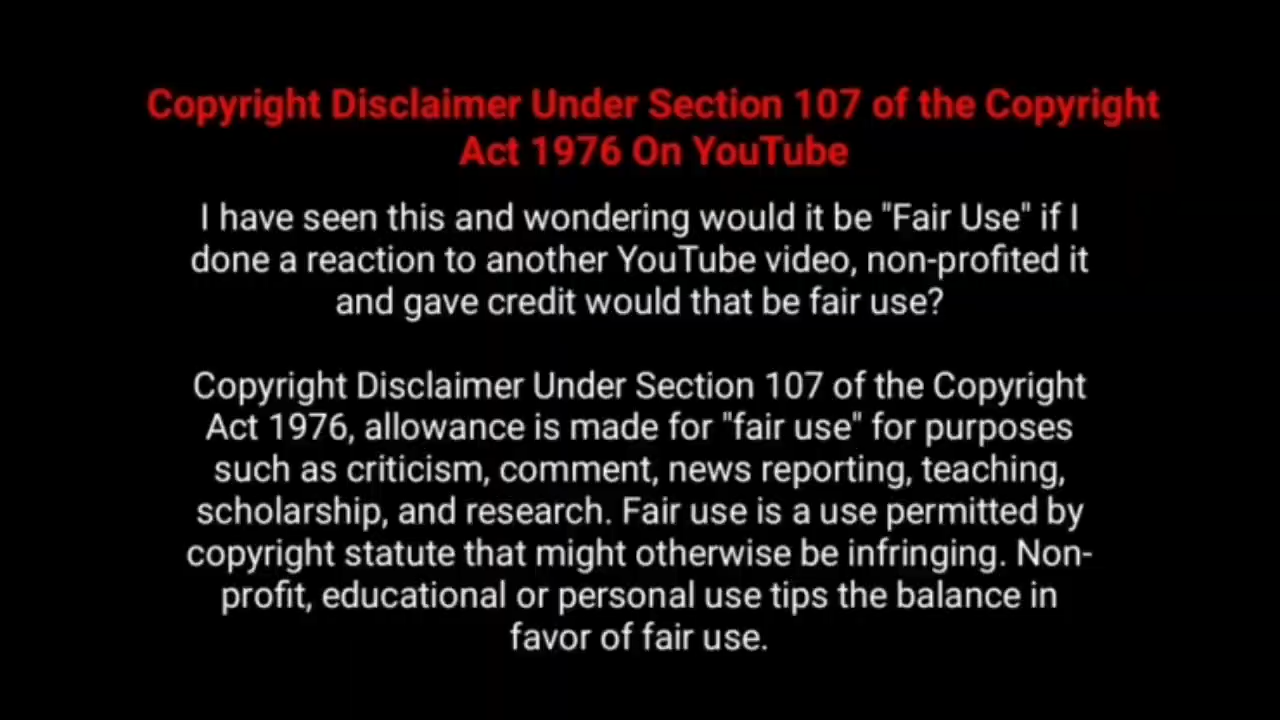 Copyright Disclaimer Under Section 107 of the Copyright
Act 1976 On YouTube
I have seen this and wondering would it be "Fair Use" if I
done a reaction to another YouTube video, non-profited it
and gave credit would that be fair use?
Copyright Disclaimer Under Section 107 of the Copyright
Act 1976, allowance is made for "fair use" for purposes
such as criticism, comment, news reporting, teaching,
scholarship, and research. Fair use is a use permitted by
copyright statute that might otherwise be infringing. Non-
profit, educational or personal use tips the balance in
favor of fair use.